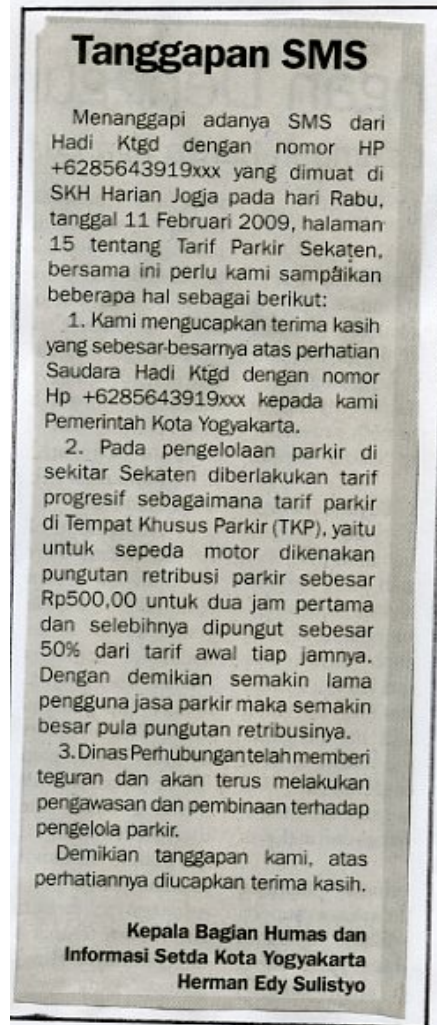 Tanggapan SMS
Menanggapi adanya SMS dari
Hadi Ktgd dengan nomor HP
+6285643919xxx yang dimuat di
SKH Harian Jogja pada hari Rabu,
tanggal 11 Februari 2009, halaman
15 tentang Tarif Parkir Sekaten,
bersama ini perlu kami sampaikan
beberapa hal sebagai berikut:
1. Kami mengucapkan terima kasih
yang sebesar-besarnya atas perhatian
Saudara Hadi Ktgd dengan nomor
Hp +6285643919xxx kepada kami
Pemerintah Kota Yogyakarta.
2. Pada pengelolaan parkir di
sekitar Sekaten diberlakukan tarif
progresif sebagaimana tarif parkir
di Tempat Khusus Parkir (TKP), yaitu
untuk sepeda motor dikenakan
pungutan retribusi parkir sebesar
Rp500,00 untuk dua jam pertama
dan selebihnya dipungut sebesar
50% dari tarif awal tiap jamnya.
Dengan demikian semakin lama
pengguna jasa parkir maka semakin
besar pula pungutan retribusinya.
3. Dinas Perhubungan telah memberi
teguran dan akan terus melakukan
pengawasan dan pembinaan terhadap
pengelola parkir.
Demikian tanggapan kami, atas
perhatiannya diucapkan terima kasih.
Kepala Bagian Humas dan
Informasi Setda Kota Yogyakarta
Herman Edy Sulistyo